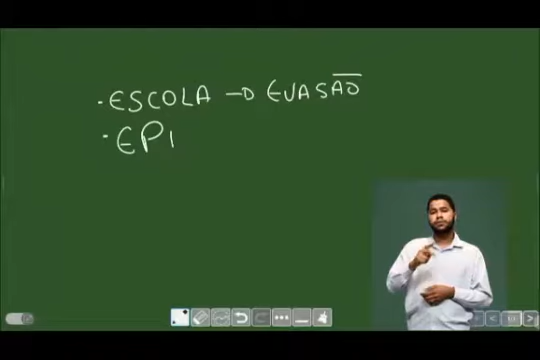 · ESCOLA → EVASÃO
· EPI